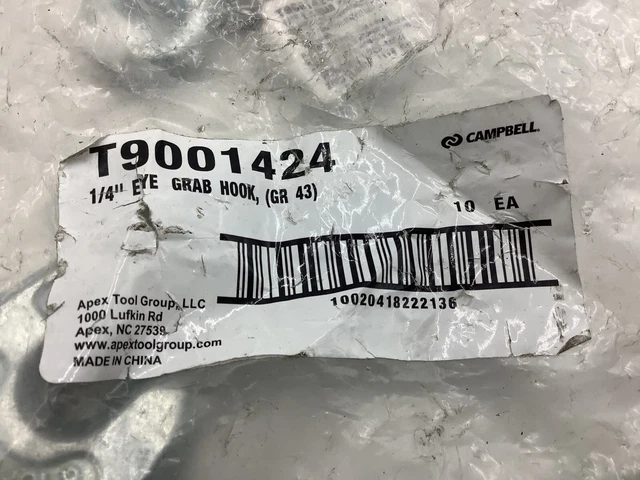 CAMPBELL®
T9001424
1/4" EYE GRAB HOOK, (GR 43)
10 EA
10020418222136
Apex Tool Group, LLC
1000 Lufkin Rd
Apex, NC 27539
www.apextoolgroup.com
MADE IN CHINA